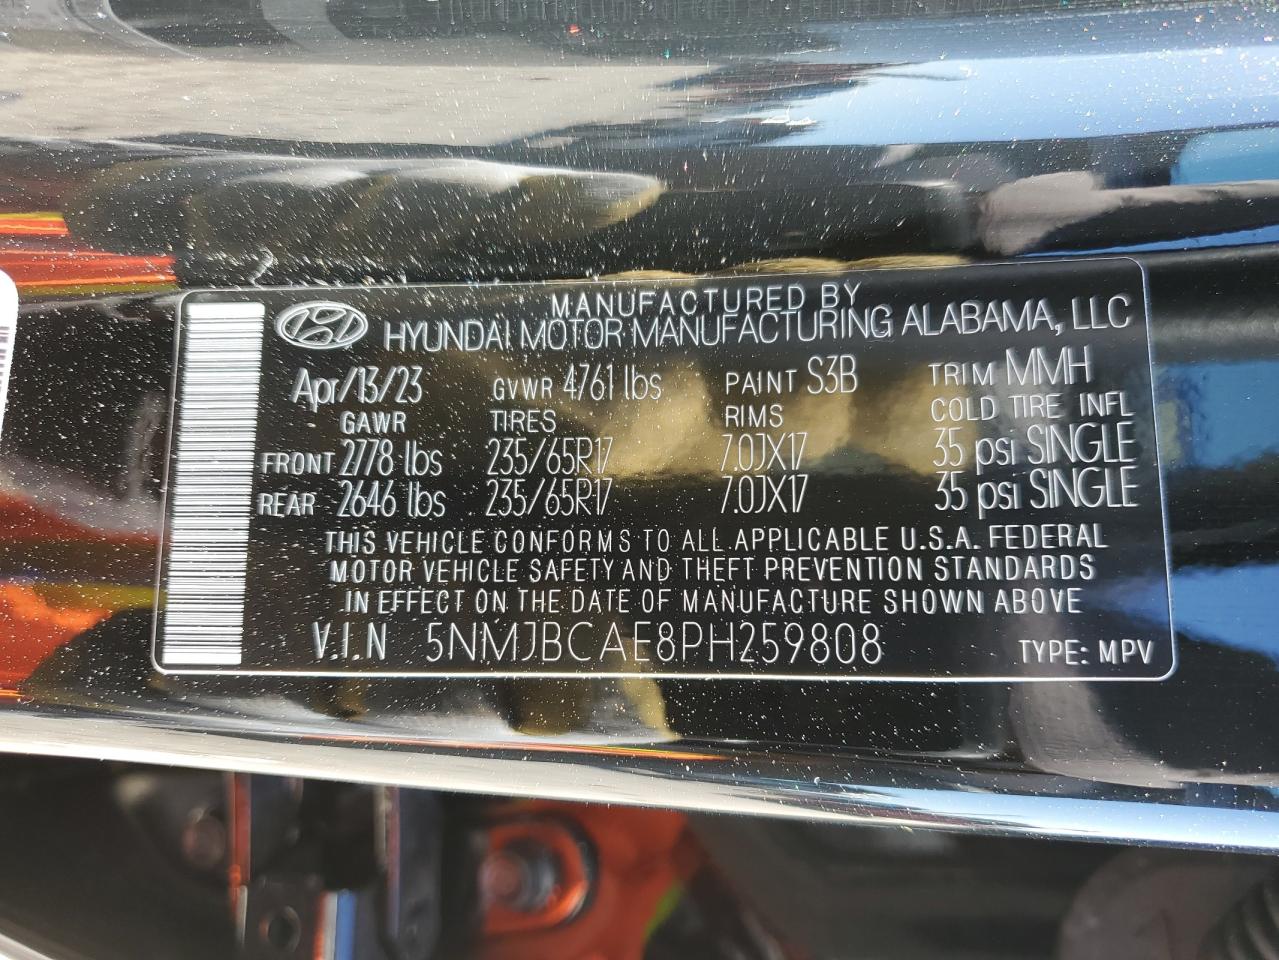 MANUFACTURED BY
HYUNDAI MOTOR MANUFACTURING ALABAMA, LLC
Apr/13/23 GVWR 4761 lbs PAINT S3B TRIM MMH
GAWR TIRES RIMS COLD TIRE INFL
FRONT 2778 lbs 235/65R17 7.0JX17 35 psi SINGLE
REAR 2646 lbs 235/65R17 7.0JX17 35 psi SINGLE
THIS VEHICLE CONFORMS TO ALL APPLICABLE U.S.A. FEDERAL
MOTOR VEHICLE SAFETY AND THEFT PREVENTION STANDARDS
IN EFFECT ON THE DATE OF MANUFACTURE SHOWN ABOVE
V.I.N 5NMJBCAE8PH259808 TYPE: MPV